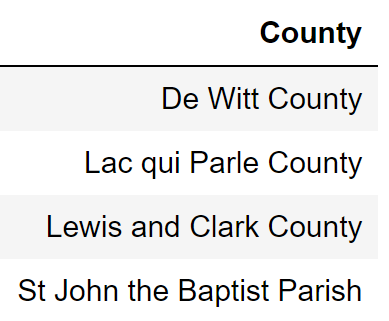 County
De Witt County
Lac qui Parle County
Lewis and Clark County
St John the Baptist Parish